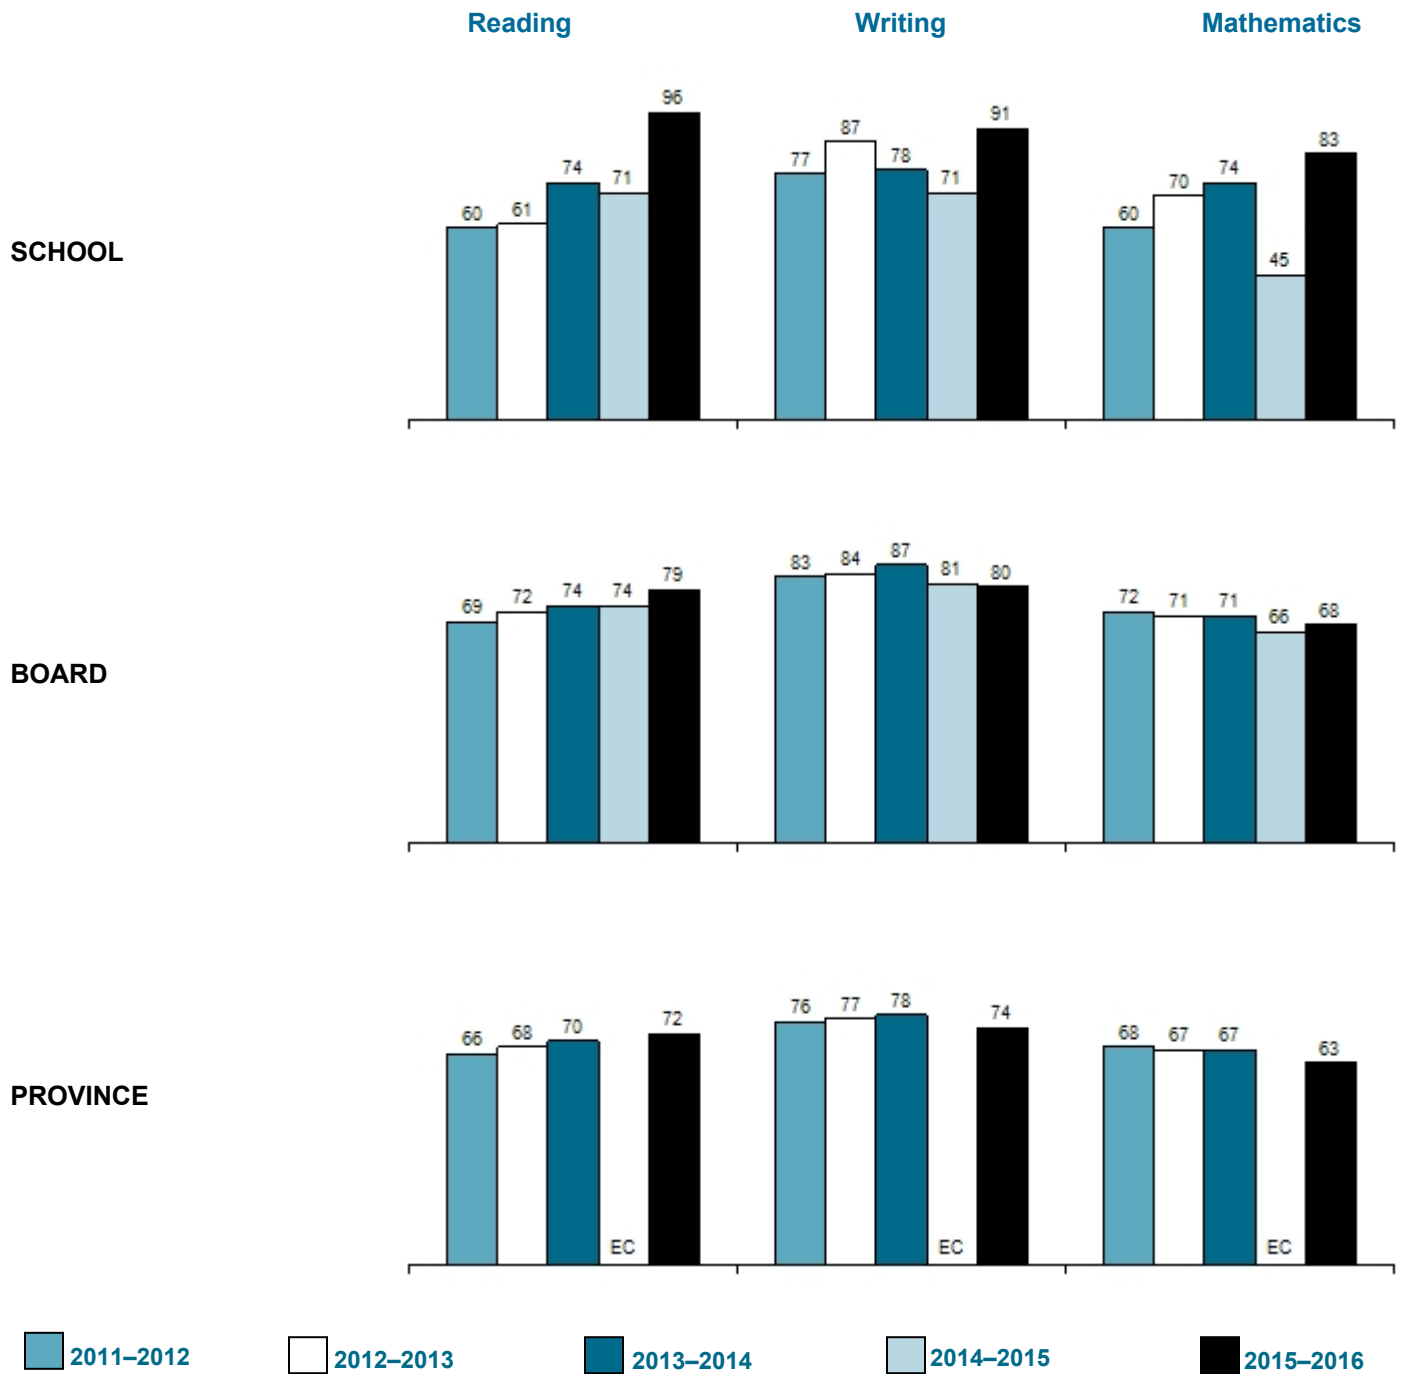 Reading Writing Mathematics
SCHOOL
60 61 74 71 96
77 87 78 71 91
60 70 74 45 83
BOARD
69 72 74 74 79
83 84 87 81 80
72 71 71 66 68
PROVINCE
66 68 70 EC 72
76 77 78 EC 74
68 67 67 EC 63
2011–2012 2012–2013 2013–2014 2014–2015 2015–2016